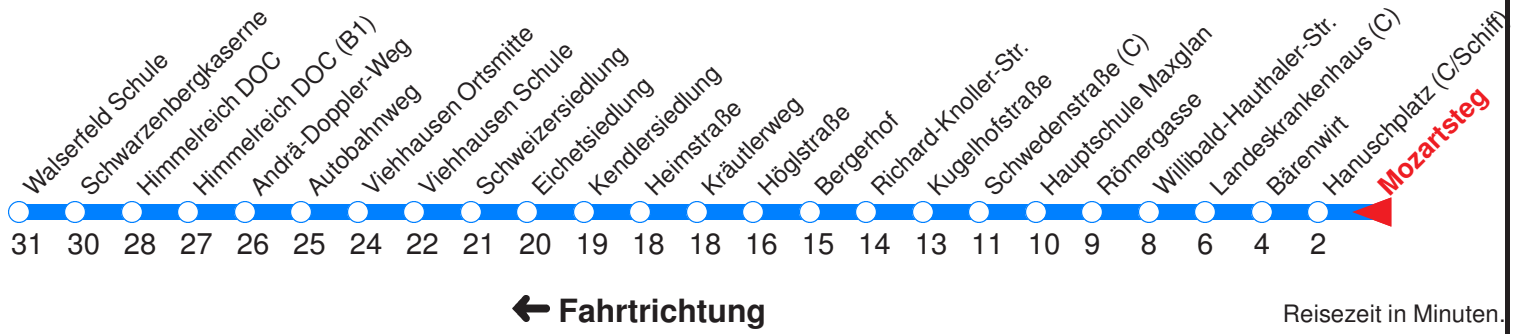 Walserfeld Schule
Schwarzenbergkaserne
Himmelreich DOC
Himmelreich DOC (B1)
Andrä-Doppler-Weg
Autobahnweg
Viehhausen Ortsmitte
Viehhausen Schule
Schweizersiedlung
Eichetsiedlung
Kendlersiedlung
Heimstraße
Kräutlerweg
Höglstraße
Bergerhof
Richard-Knoller-Str.
Kugelhofstraße
Schwedenstraße (C)
Hauptschule Maxglan
Römergasse
Willibald-Hauthaler-Str.
Landeskrankenhaus (C)
Bärenwirt
Hanuschplatz (C/Schiff)
Mozartsteg
31 30 28 27 26 25 24 22 21 20 19 18 18 16 15 14 13 11 10 9 8 6 4 2
← Fahrtrichtung
Reisezeit in Minuten.